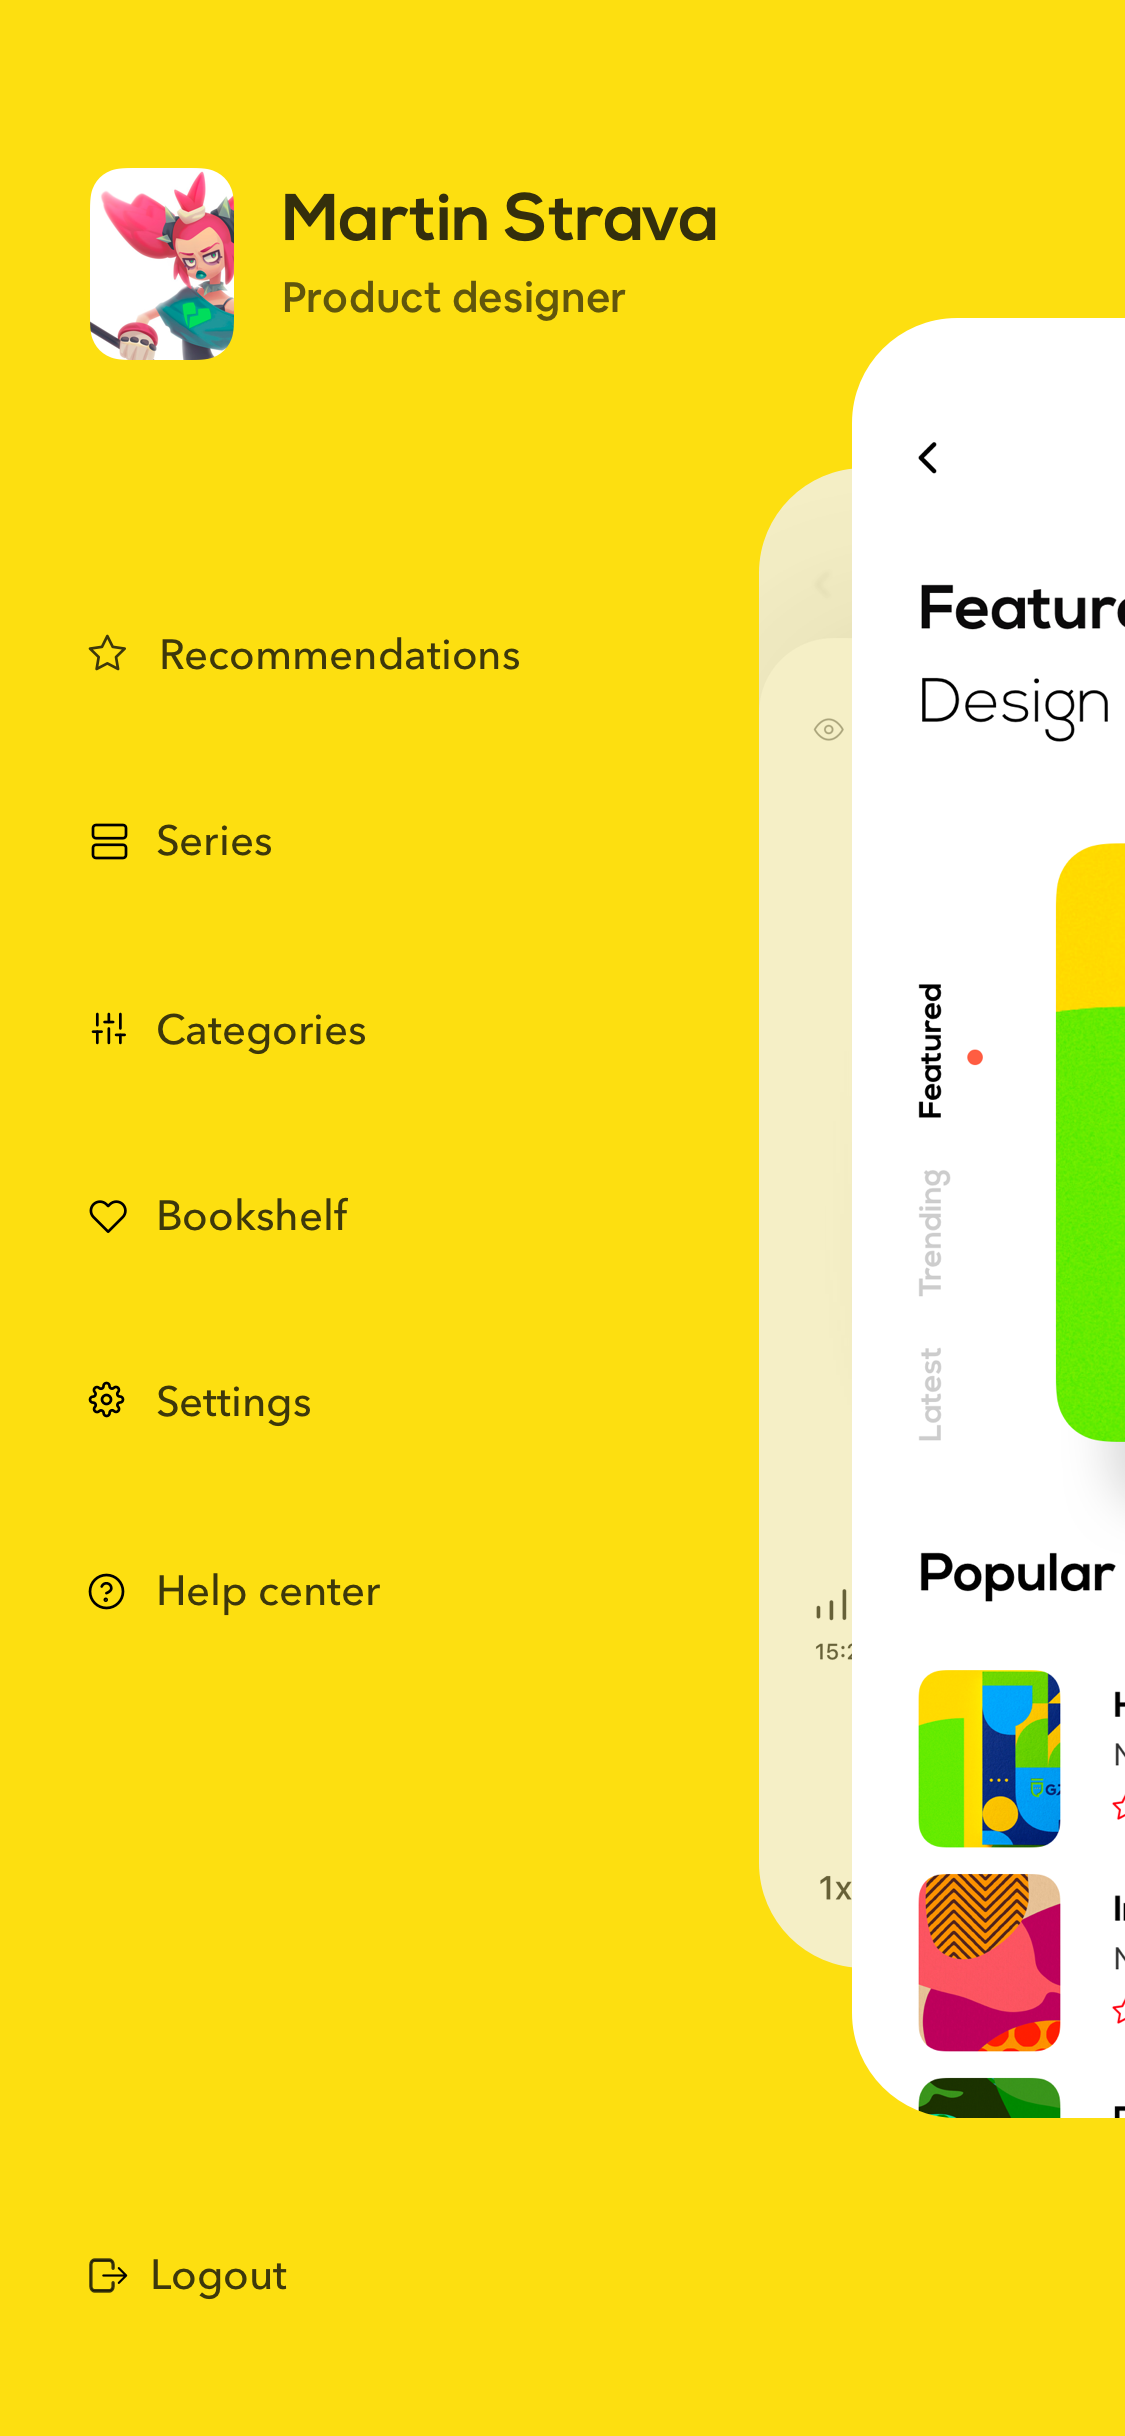 Martin Strava
Product designer
Recommendations
Series
Categories
Bookshelf
Settings
Help center
Logout
15:2
1x
Design
Featured
Trending
Latest
Popular